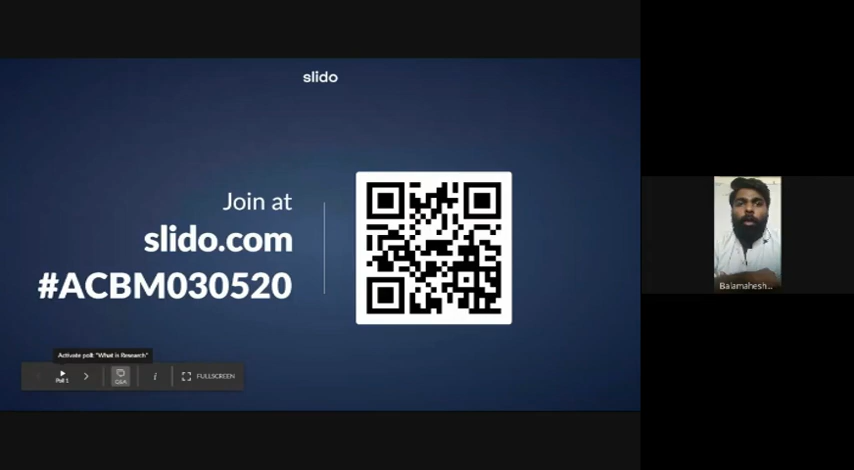 slido
Join at
slido.com
#ACBM030520
Activate poll: "What is Research"
Poll 1
Q&A
i
FULLSCREEN
Balamahesh...